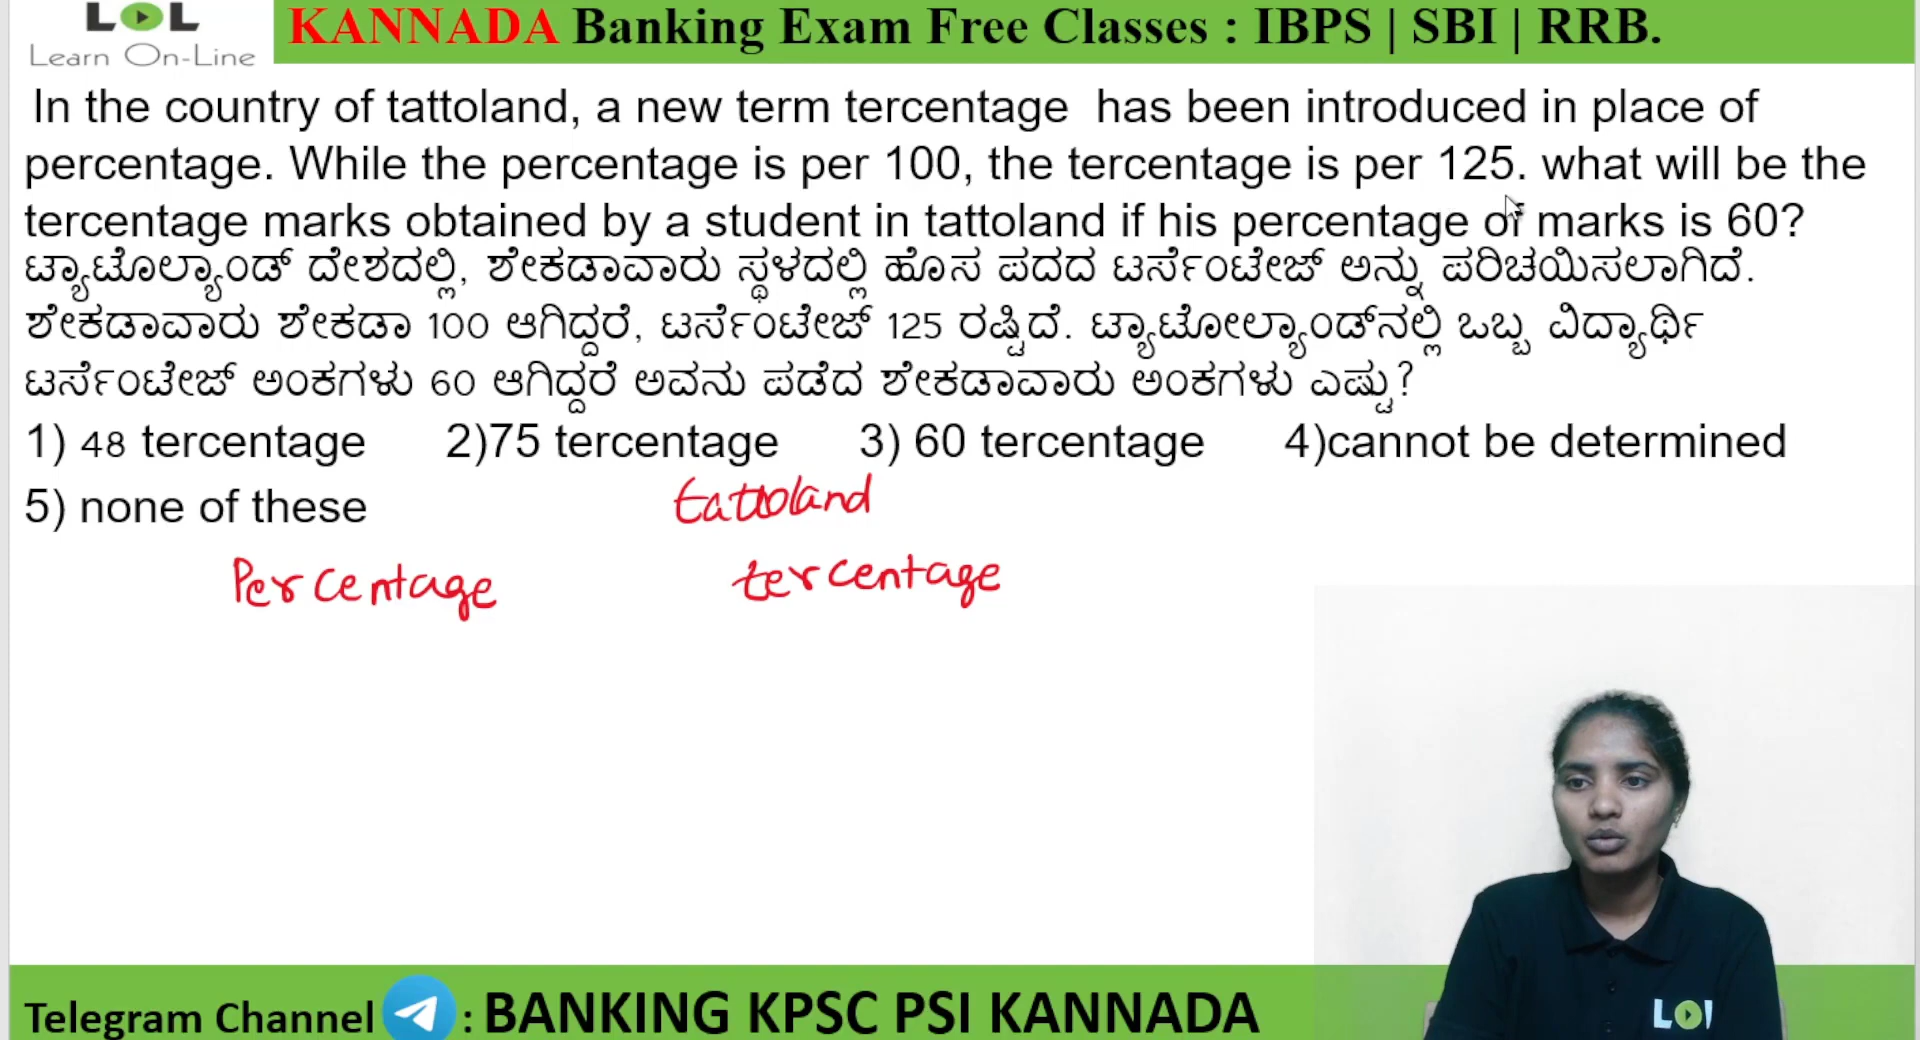 LOL
Learn On-Line
KANNADA Banking Exam Free Classes : IBPS | SBI | RRB.
In the country of tattoland, a new term tercentage has been introduced in place of
percentage. While the percentage is per 100, the tercentage is per 125. what will be the
tercentage marks obtained by a student in tattoland if his percentage of marks is 60?
ಟ್ಯಾಟೊಲ್ಯಾಂಡ್ ದೇಶದಲ್ಲಿ, ಶೇಕಡಾವಾರು ಸ್ಥಳದಲ್ಲಿ ಹೊಸ ಪದದ ಟರ್ಸೆಂಟೇಜ್ ಅನ್ನು ಪರಿಚಯಿಸಲಾಗಿದೆ.
ಶೇಕಡಾವಾರು ಶೇಕಡಾ 100 ಆಗಿದ್ದರೆ, ಟರ್ಸೆಂಟೇಜ್ 125 ರಷ್ಟಿದೆ. ಟ್ಯಾಟೋಲ್ಯಾಂಡ್‌ನಲ್ಲಿ ಒಬ್ಬ ವಿದ್ಯಾರ್ಥಿ
ಟರ್ಸೆಂಟೇಜ್ ಅಂಕಗಳು 60 ಆಗಿದ್ದರೆ ಅವನು ಪಡೆದ ಶೇಕಡಾವಾರು ಅಂಕಗಳು ಎಷ್ಟು?
1) 48 tercentage 2)75 tercentage 3) 60 tercentage 4)cannot be determined
5) none of these
tattoland
Percentage tercentage
LOL
Telegram Channel : BANKING KPSC PSI KANNADA